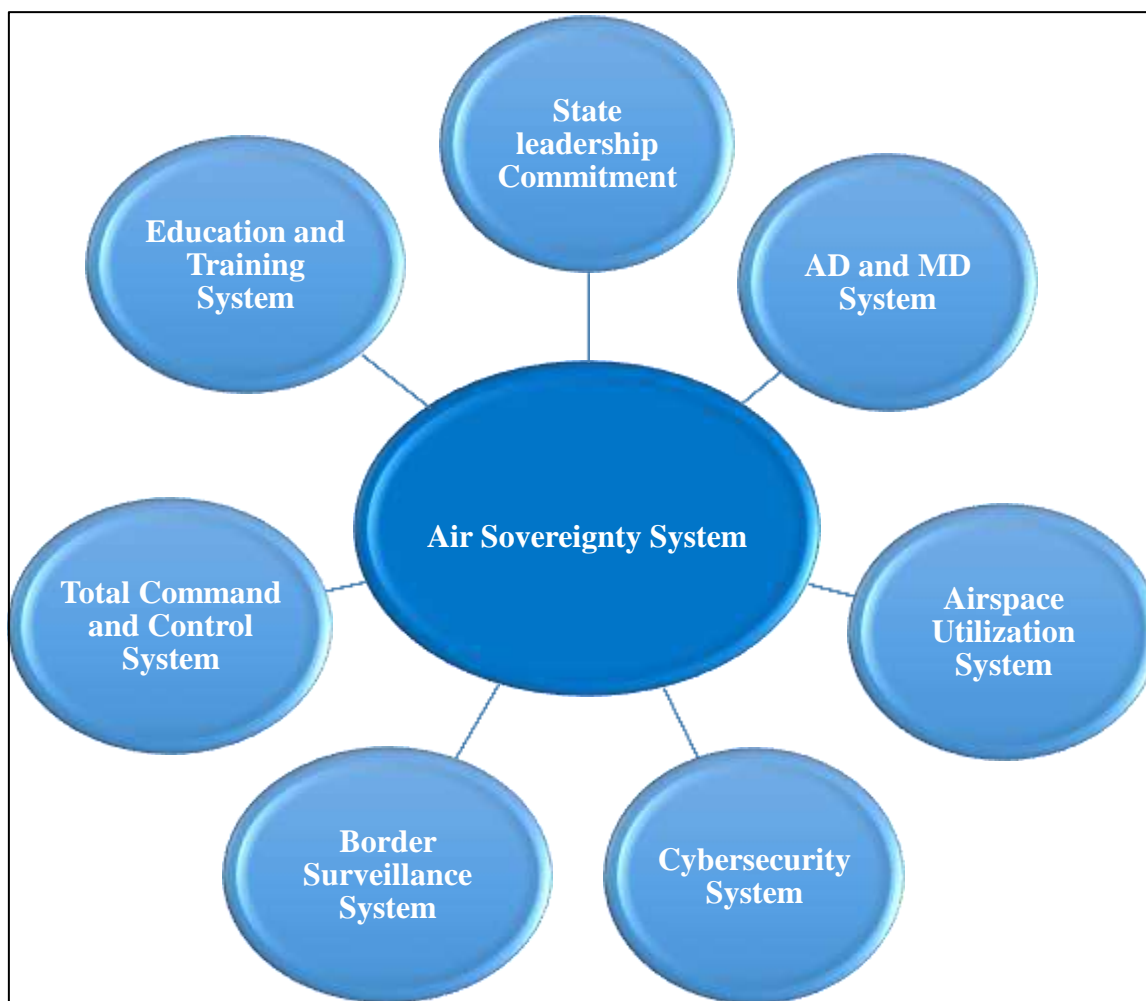 State
leadership
Commitment
Education and
Training
System
AD and MD
System
Air Sovereignty System
Total Command
and Control
System
Airspace
Utilization
System
Border
Surveillance
System
Cybersecurity
System